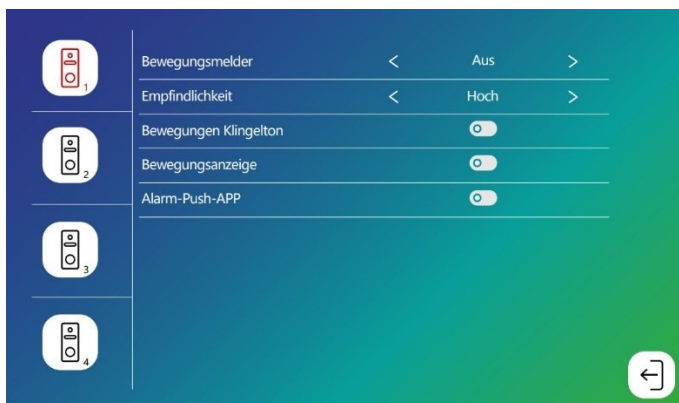 1
2
3
4
Bewegungsmelder < Aus >
Empfindlichkeit < Hoch >
Bewegungen Klingelton
Bewegungsanzeige
Alarm-Push-APP